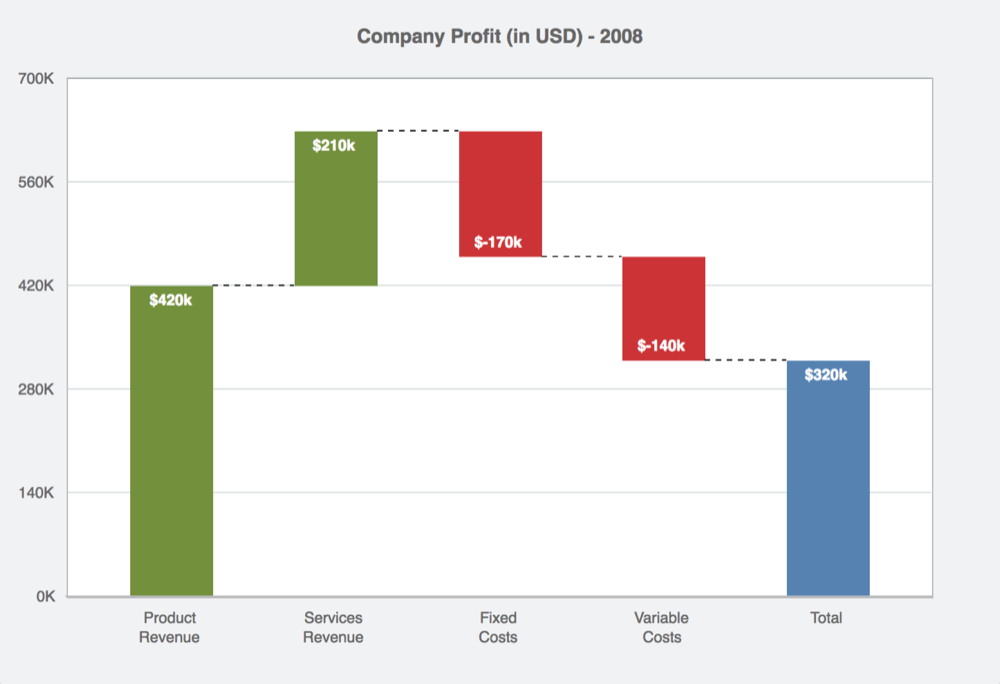 Company Profit (in USD) - 2008
700K
560K
420K
280K
140K
0K
$420k
$210k
$-170k
$-140k
$320k
Product
Revenue
Services
Revenue
Fixed
Costs
Variable
Costs
Total